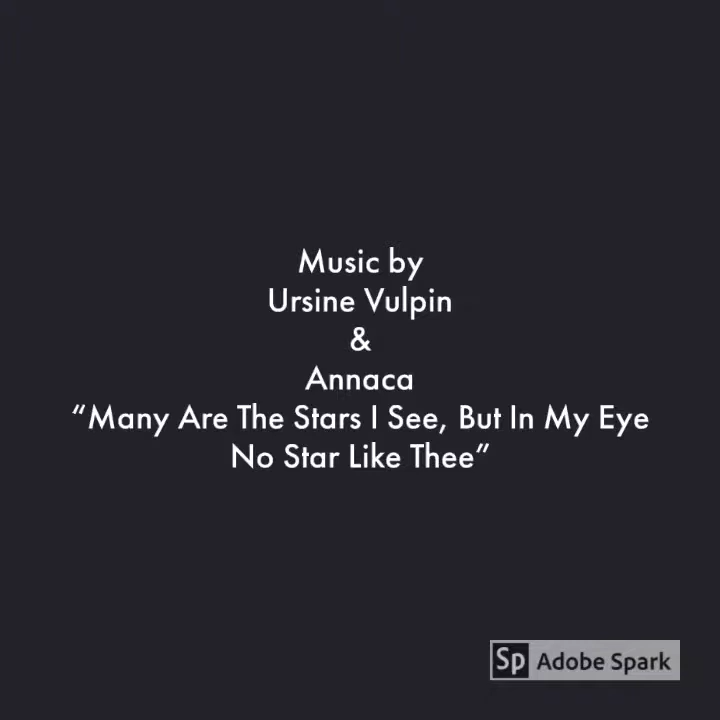 Music by
Ursine Vulpin
&
Annaca
“Many Are The Stars I See, But In My Eye
No Star Like Thee”
Sp Adobe Spark